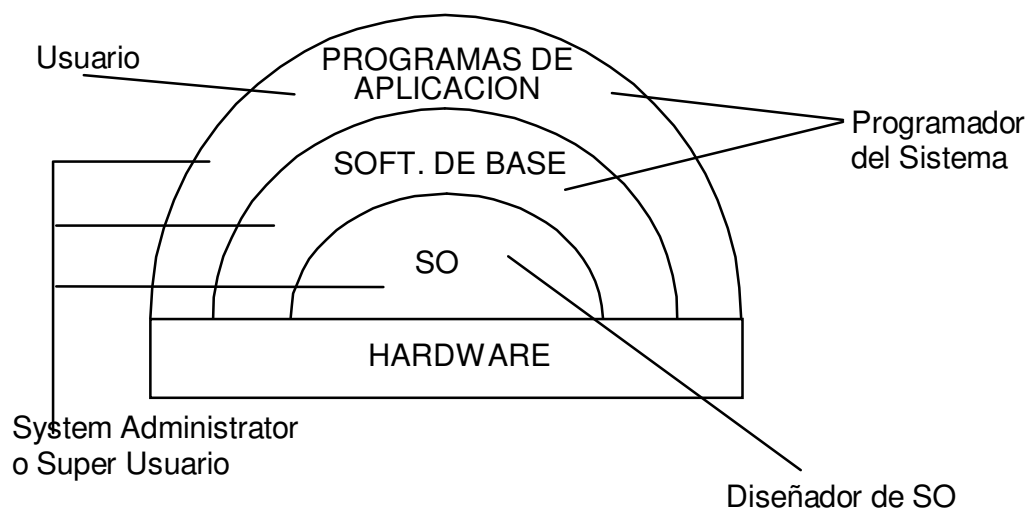 Usuario
PROGRAMAS DE
APLICACION
Programador
del Sistema
SOFT. DE BASE
SO
HARDWARE
System Administrator
o Super Usuario
Diseñador de SO